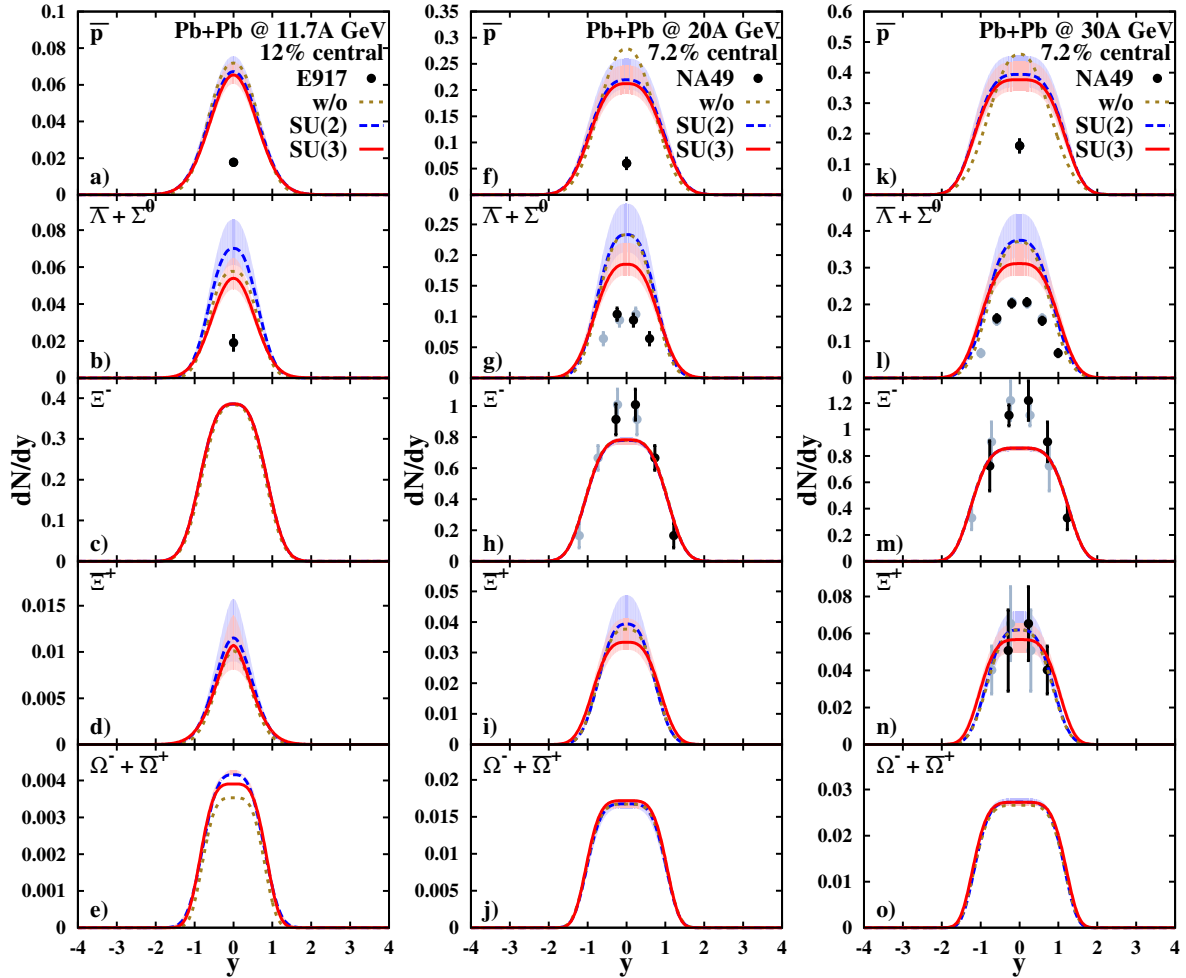 p̅
Pb+Pb @ 11.7A GeV
12% central
E917
w/o
SU(2)
SU(3)
a)
0.1
0.08
0.06
0.04
0.02
0
p̅
Pb+Pb @ 20A GeV
7.2% central
NA49
w/o
SU(2)
SU(3)
f)
0.35
0.3
0.25
0.2
0.15
0.1
0.05
0
p̅
Pb+Pb @ 30A GeV
7.2% central
NA49
w/o
SU(2)
SU(3)
k)
0.6
0.5
0.4
0.3
0.2
0.1
0
Λ̅ + Σ̅⁰
b)
0.08
0.06
0.04
0.02
0
Λ̅ + Σ̅⁰
g)
0.25
0.2
0.15
0.1
0.05
0
Λ̅ + Σ̅⁰
l)
0.4
0.3
0.2
0.1
0
dN/dy
Ξ⁻
c)
0.4
0.3
0.2
0.1
0
dN/dy
Ξ⁻
h)
1
0.8
0.6
0.4
0.2
0
dN/dy
Ξ⁻
m)
1.2
1
0.8
0.6
0.4
0.2
0
Ξ̅⁺
d)
0.015
0.01
0.005
0
Ξ̅⁺
i)
0.05
0.04
0.03
0.02
0.01
0
Ξ̅⁺
n)
0.08
0.06
0.04
0.02
0
Ω⁻ + Ω̅⁺
e)
0.004
0.003
0.002
0.001
0
Ω⁻ + Ω̅⁺
j)
0.02
0.015
0.01
0.005
0
Ω⁻ + Ω̅⁺
o)
0.03
0.02
0.01
0
-4 -3 -2 -1 0 1 2 3 4
y
-4 -3 -2 -1 0 1 2 3 4
y
-4 -3 -2 -1 0 1 2 3 4
y